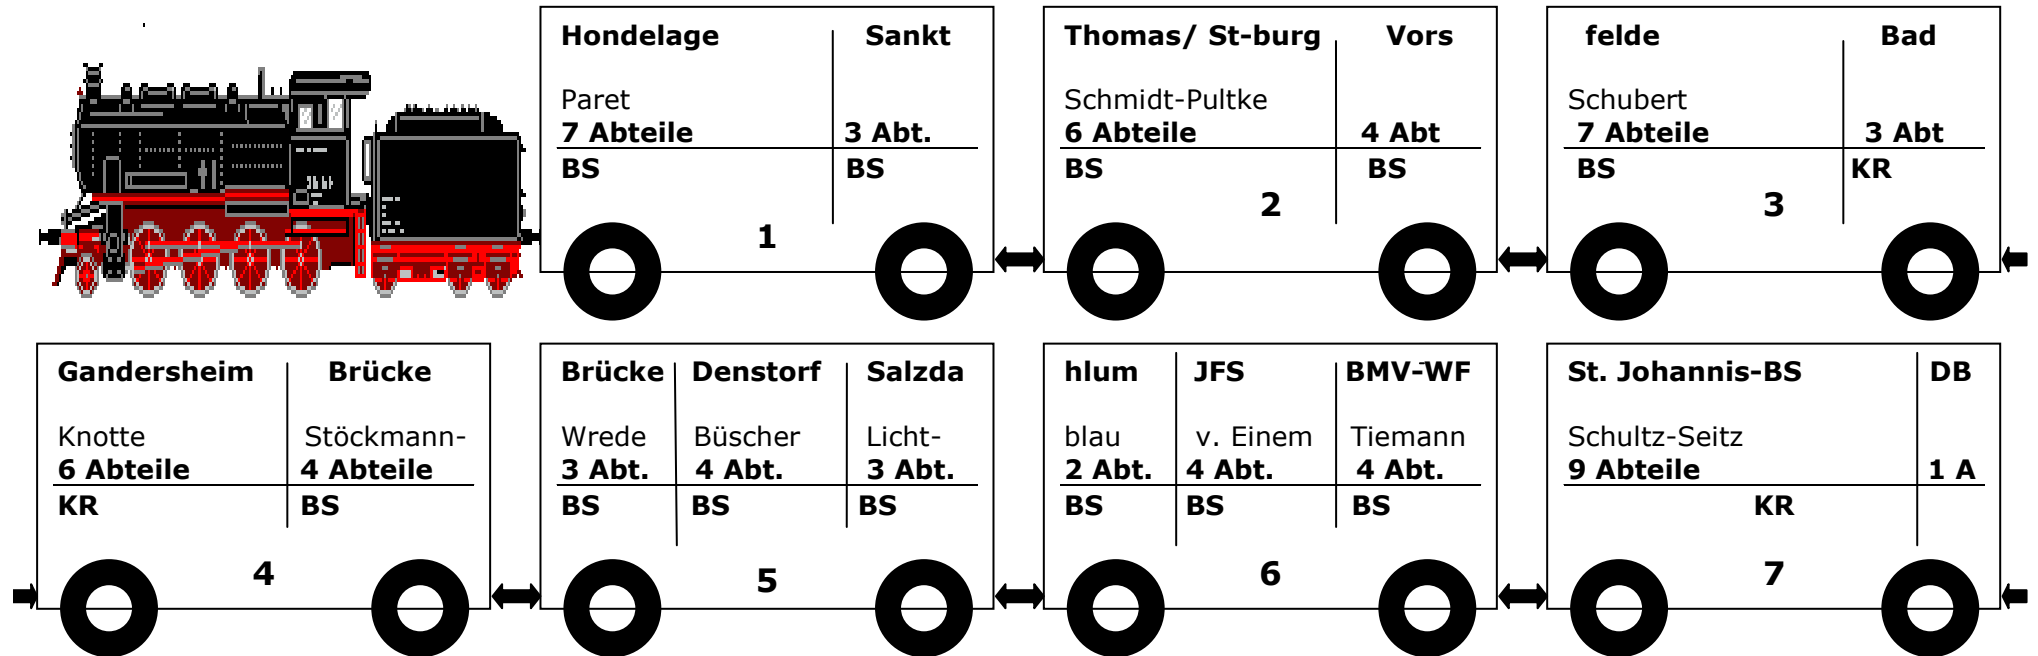 Hondelage Sankt
Paret
7 Abteile 3 Abt.
BS BS
1
Thomas/ St-burg Vors
Schmidt-Pultke
6 Abteile 4 Abt
BS BS
2
felde Bad
Schubert
7 Abteile 3 Abt
BS KR
3
Gandersheim Brücke
Knotte Stöckmann-
6 Abteile 4 Abteile
KR BS
4
Brücke Denstorf Salzda
Wrede Büscher Licht-
3 Abt. 4 Abt. 3 Abt.
BS BS BS
5
hlum JFS BMV-WF
blau v. Einem Tiemann
2 Abt. 4 Abt. 4 Abt.
BS BS BS
6
St. Johannis-BS DB
Schultz-Seitz
9 Abteile 1 A
KR
7